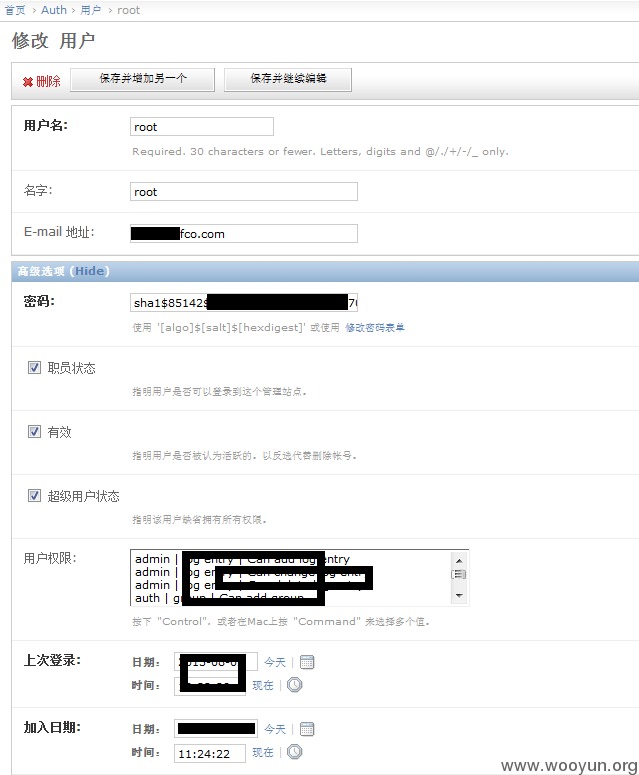 首页 › Auth › 用户 › root
修改 用户
删除 保存并增加另一个 保存并继续编辑
用户名: root
Required. 30 characters or fewer. Letters, digits and @/./+/-/_ only.
名字: root
E-mail 地址: fco.com
高级选项 (Hide)
密码: sha1$85142$
使用 '[algo]$[salt]$[hexdigest]' 或使用 修改密码表单
职员状态
指明用户是否可以登录到这个管理站点。
有效
指明用户是否被认为活跃的。以反选代替删除帐号。
超级用户状态
指明该用户缺省拥有所有权限。
用户权限: admin | log entry | Can add log entry
admin | log entry | Can change log entry
admin | log entry
auth | group | Can add group
按下 "Control"，或者在Mac上按 "Command" 来选择多个值。
上次登录: 日期: 今天 |
时间: 现在 |
加入日期: 日期: 今天 |
时间: 11:24:22 现在 |
www.wooyun.org